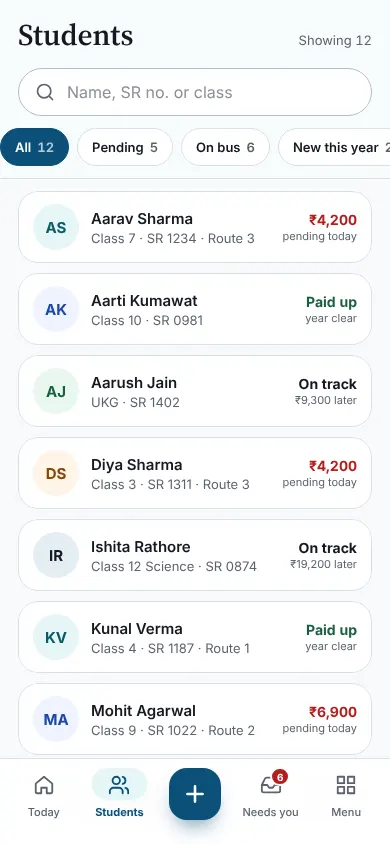 Students
Showing 12
Name, SR no. or class
All 12
Pending 5
On bus 6
New this year 2
AS
Aarav Sharma
₹4,200
Class 7 · SR 1234 · Route 3
pending today
AK
Aarti Kumawat
Paid up
Class 10 · SR 0981
year clear
AJ
Aarush Jain
On track
UKG · SR 1402
₹9,300 later
DS
Diya Sharma
₹4,200
Class 3 · SR 1311 · Route 3
pending today
IR
Ishita Rathore
On track
Class 12 Science · SR 0874
₹19,200 later
KV
Kunal Verma
Paid up
Class 4 · SR 1187 · Route 1
year clear
MA
Mohit Agarwal
₹6,900
Class 9 · SR 1022 · Route 2
pending today
6
Today
Students
Needs you
Menu